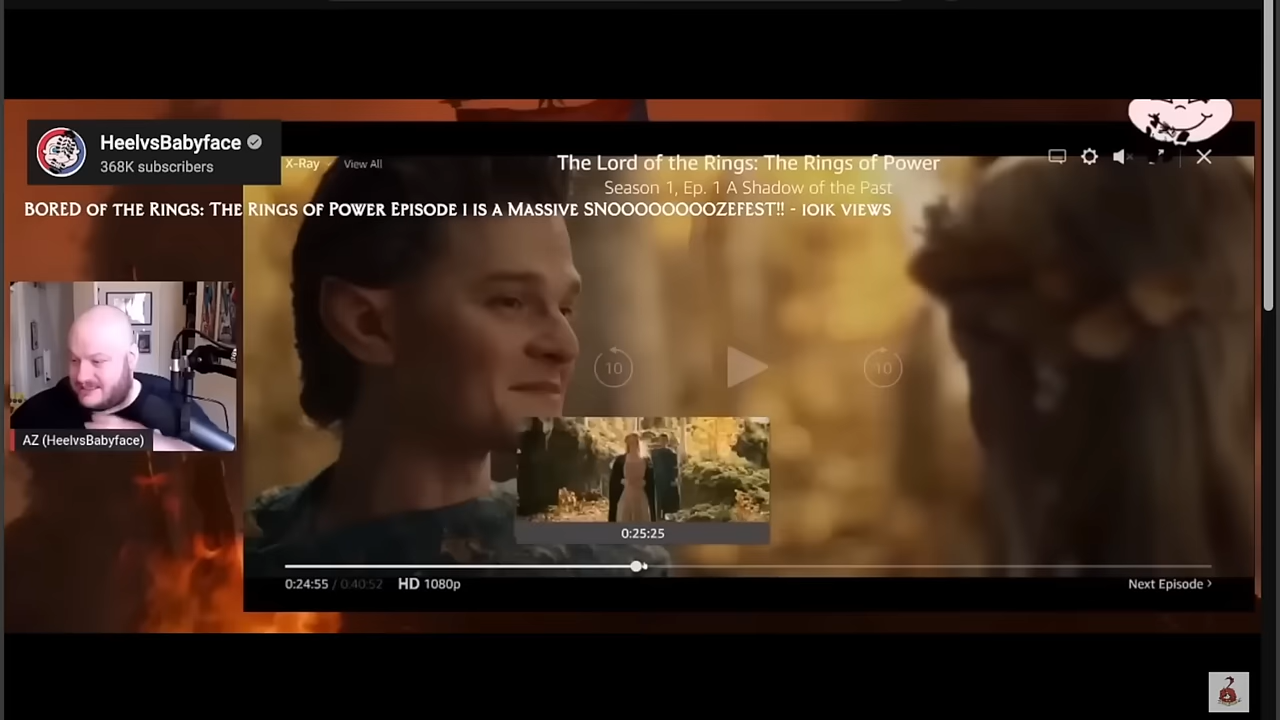 HeelvsBabyface
368K subscribers
X-Ray
View All
The Lord of the Rings: The Rings of Power
Season 1, Ep. 1 A Shadow of the Past
BORED OF THE RINGS: THE RINGS OF POWER EPISODE 1 IS A MASSIVE SNOOOOOOOOZEFEST!! - 101K VIEWS
10
10
AZ (HeelvsBabyface)
0:25:25
0:24:55 / 0:40:52
HD 1080p
Next Episode ›